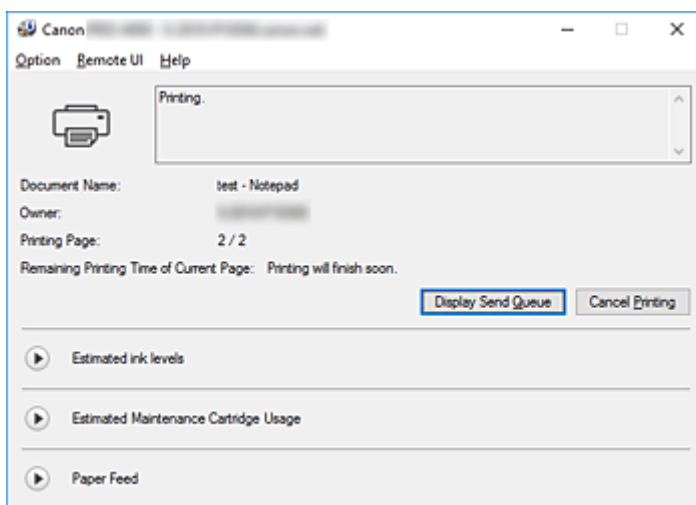 Canon
Option Remote UI Help
Printing.
Document Name: test - Notepad
Owner:
Printing Page: 2 / 2
Remaining Printing Time of Current Page: Printing will finish soon.
Display Send Queue Cancel Printing
Estimated ink levels
Estimated Maintenance Cartridge Usage
Paper Feed